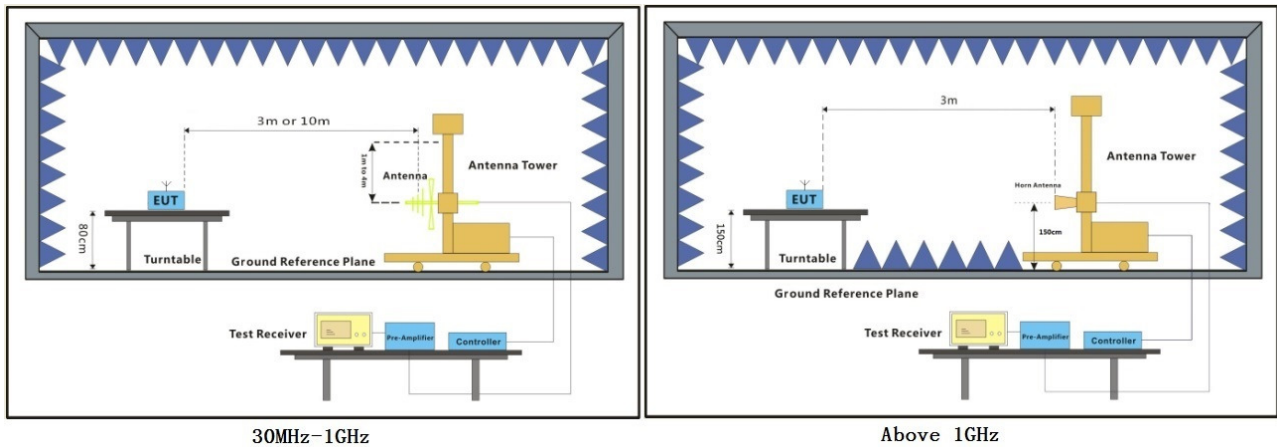 3m or 10m
1m to 4m
Antenna
Antenna Tower
EUT
80cm
Turntable
Ground Reference Plane
Test Receiver
Pre-Amplifier
Controller
30MHz-1GHz
3m
Antenna Tower
Horn Antenna
EUT
150cm
150cm
Turntable
Ground Reference Plane
Test Receiver
Pre-Amplifier
Controller
Above 1GHz